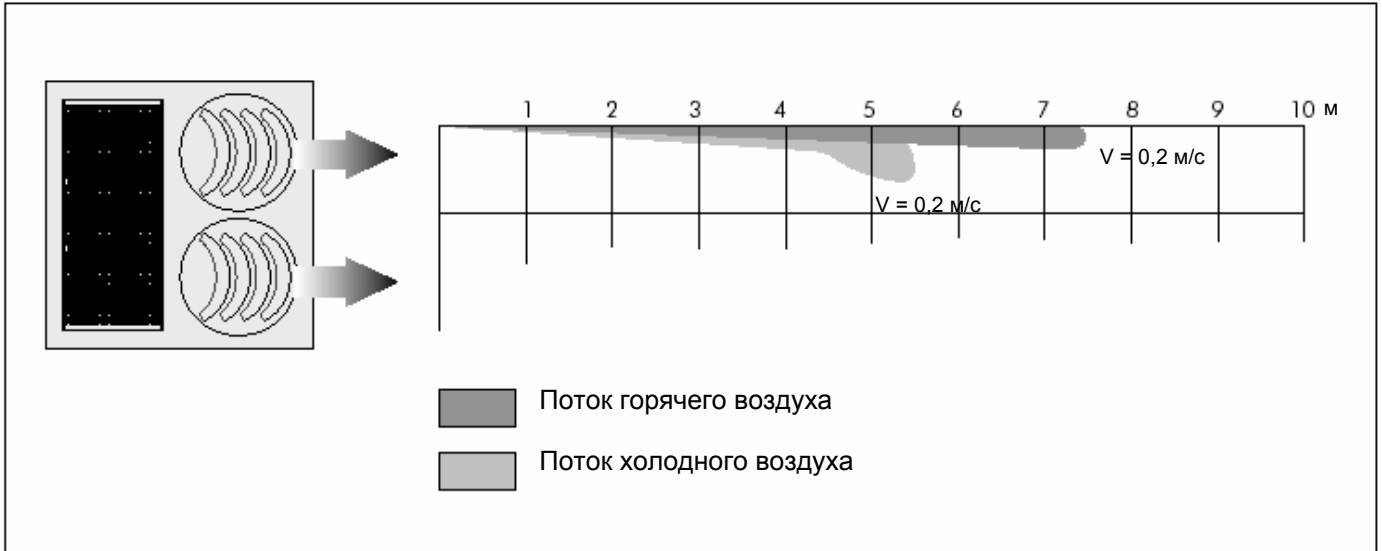 1 2 3 4 5 6 7 8 9 10 м
V = 0,2 м/с
V = 0,2 м/с
Поток горячего воздуха
Поток холодного воздуха